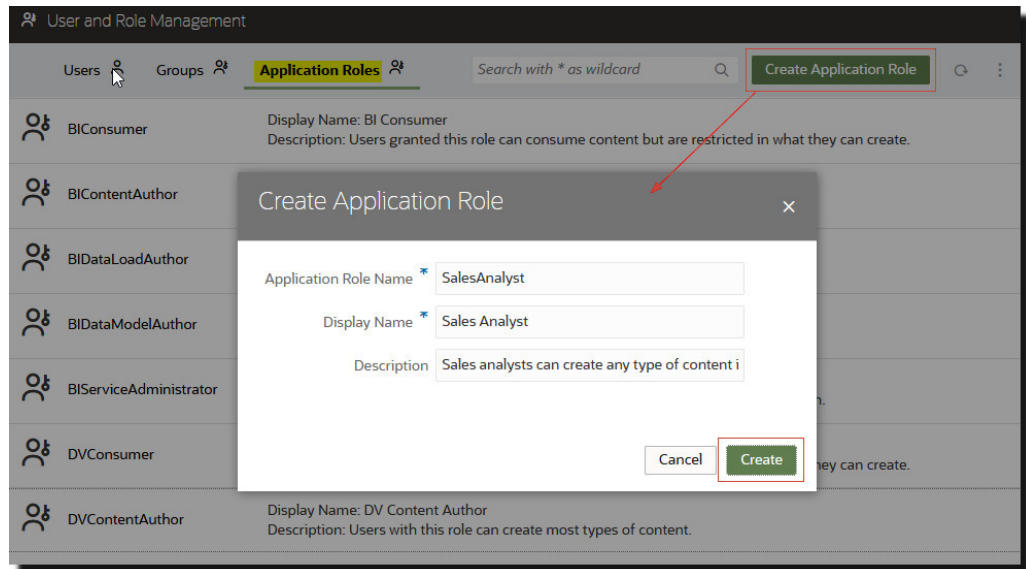 User and Role Management
Users Groups Application Roles Search with * as wildcard Create Application Role
BIConsumer
Display Name: BI Consumer
Description: Users granted this role can consume content but are restricted in what they can create.
BIContentAuthor
BIDataLoadAuthor
BIDataModelAuthor
BIServiceAdministrator
n.
DVConsumer
hey can create.
DVContentAuthor
Display Name: DV Content Author
Description: Users with this role can create most types of content.
Create Application Role ×
Application Role Name * SalesAnalyst
Display Name * Sales Analyst
Description Sales analysts can create any type of content i
Cancel Create